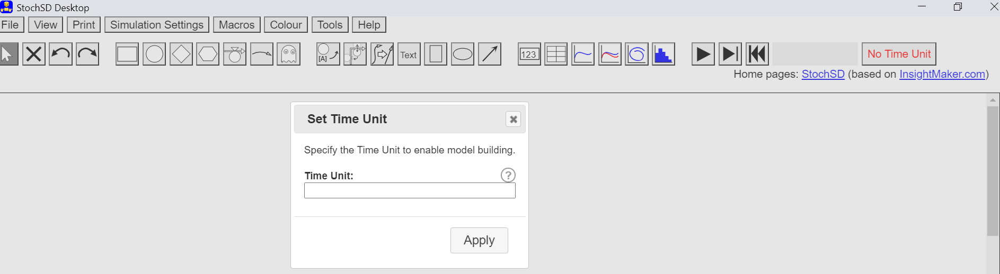 StochSD Desktop
File View Print Simulation Settings Macros Colour Tools Help
[A] Text 123 No Time Unit
Home pages: StochSD (based on InsightMaker.com)
Set Time Unit
Specify the Time Unit to enable model building.
Time Unit: ?
Apply